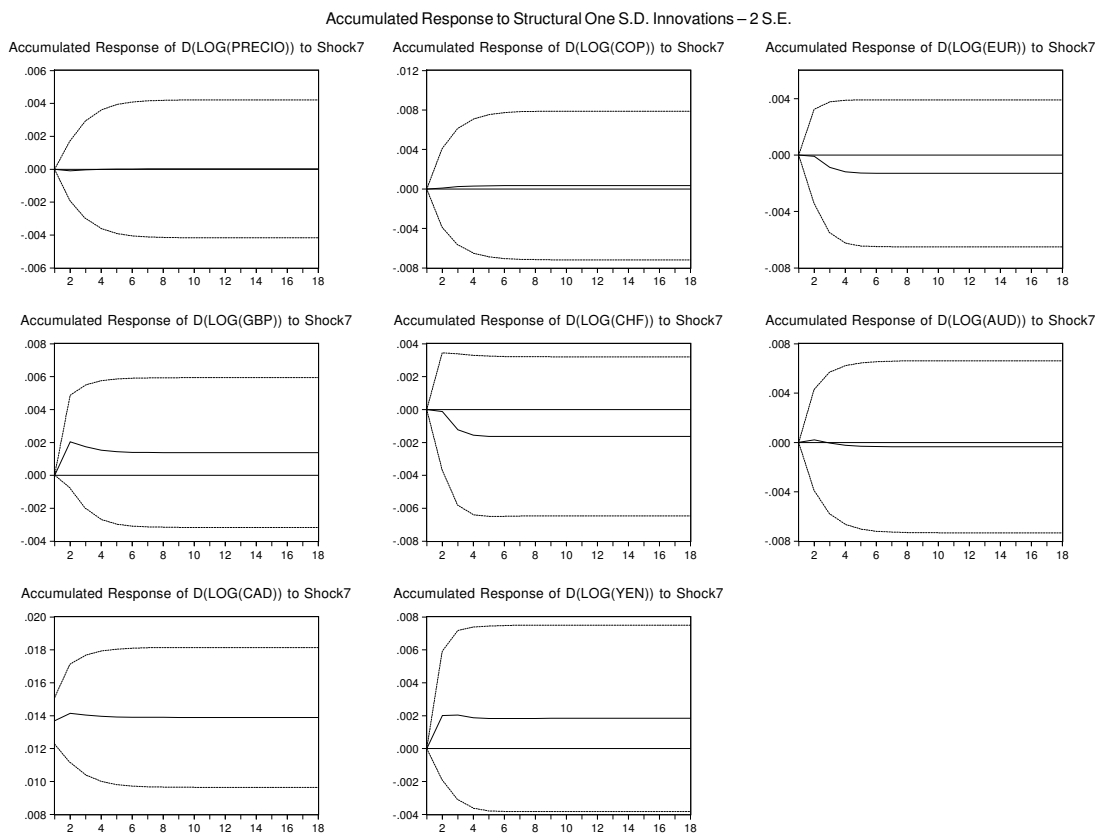 Accumulated Response to Structural One S.D. Innovations – 2 S.E.
Accumulated Response of D(LOG(PRECIO)) to Shock7
.006
.004
.002
.000
-.002
-.004
-.006
2 4 6 8 10 12 14 16 18
Accumulated Response of D(LOG(COP)) to Shock7
.012
.008
.004
.000
-.004
-.008
2 4 6 8 10 12 14 16 18
Accumulated Response of D(LOG(EUR)) to Shock7
.004
.000
-.004
-.008
2 4 6 8 10 12 14 16 18
Accumulated Response of D(LOG(GBP)) to Shock7
.008
.006
.004
.002
.000
-.002
-.004
2 4 6 8 10 12 14 16 18
Accumulated Response of D(LOG(CHF)) to Shock7
.004
.002
.000
-.002
-.004
-.006
-.008
2 4 6 8 10 12 14 16 18
Accumulated Response of D(LOG(AUD)) to Shock7
.008
.004
.000
-.004
-.008
2 4 6 8 10 12 14 16 18
Accumulated Response of D(LOG(CAD)) to Shock7
.020
.018
.016
.014
.012
.010
.008
2 4 6 8 10 12 14 16 18
Accumulated Response of D(LOG(YEN)) to Shock7
.008
.006
.004
.002
.000
-.002
-.004
2 4 6 8 10 12 14 16 18